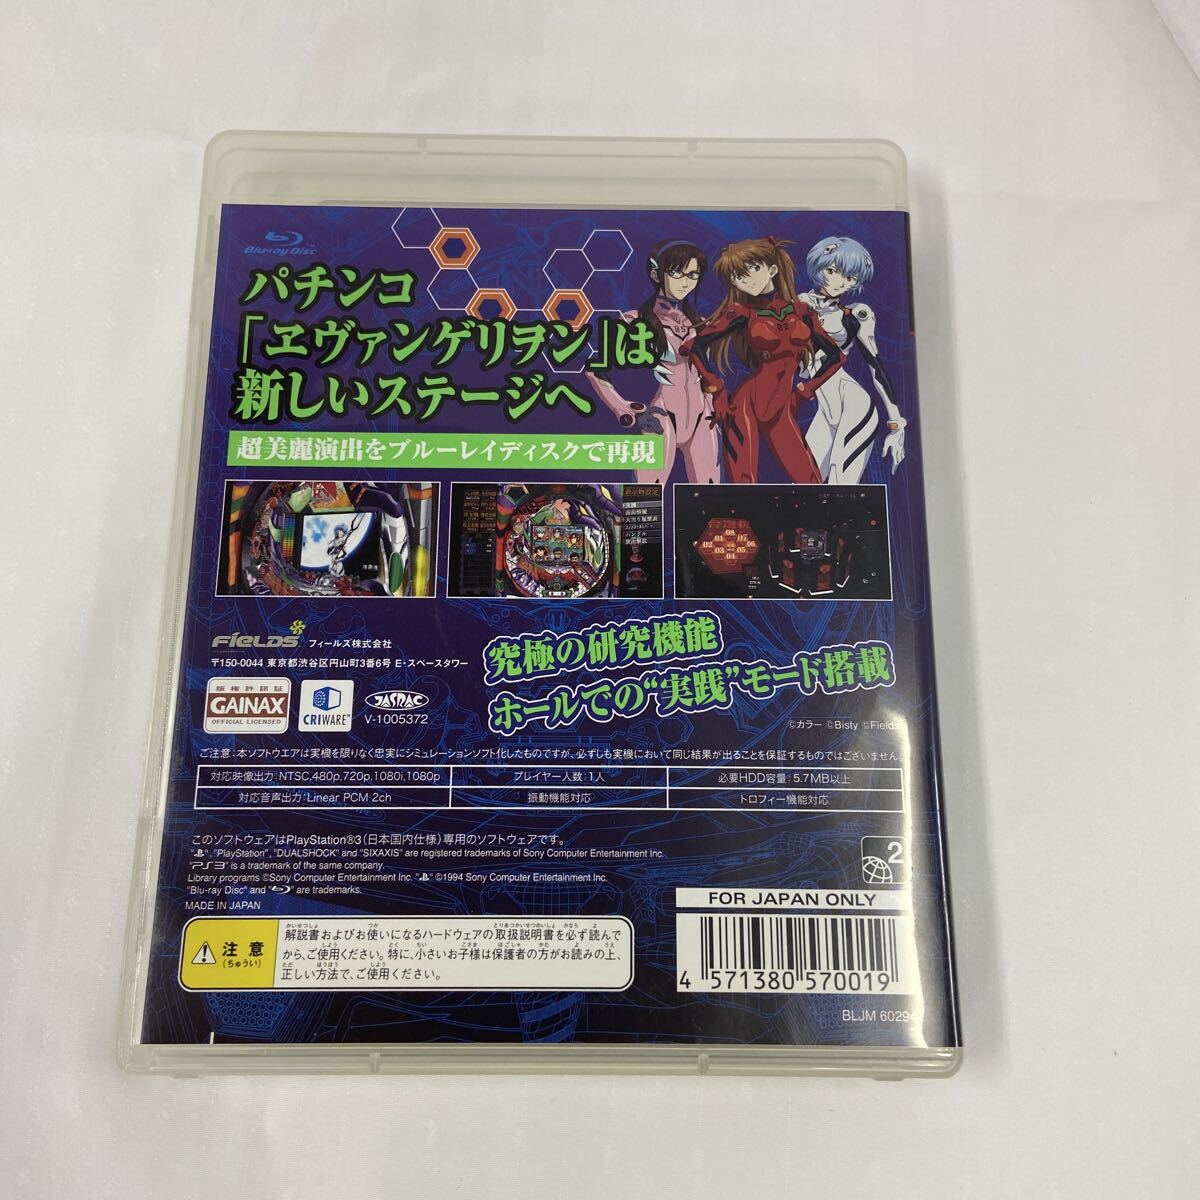 Blu-ray Disc
パチンコ
「ヱヴァンゲリヲン」は
新しいステージへ
超美麗演出をブルーレイディスクで再現
05
02
08
01
07
02
06
03
05
04
FIELDS フィールズ株式会社
〒150-0044 東京都渋谷区円山町3番6号 E・スペースタワー
究極の研究機能
ホールでの“実践”モード搭載
版権許諾証
GAINAX
OFFICIAL LICENSED
CRIWARE™
JASRAC
V-1005372
©カラー ©Bisty ©Fields
ご注意:本ソフトウエアは実機を限りなく忠実にシミュレーションソフト化したものですが、必ずしも実機において同じ結果が出ることを保証するものではございません。
対応映像出力:NTSC,480p,720p,1080i,1080p
プレイヤー人数:1人
必要HDD容量:5.7MB以上
対応音声出力:Linear PCM 2ch
振動機能対応
トロフィー機能対応
このソフトウェアはPlayStation®3(日本国内仕様)専用のソフトウェアです。
" ", "PlayStation", "DUALSHOCK" and "SIXAXIS" are registered trademarks of Sony Computer Entertainment Inc.
"PS3" is a trademark of the same company.
Library programs ©Sony Computer Entertainment Inc. " " ©1994 Sony Computer Entertainment Inc.
"Blu-ray Disc" and " " are trademarks.
MADE IN JAPAN
2
FOR JAPAN ONLY
注意
(ちゅうい)
解説書およびお使いになるハードウェアの取扱説明書を必ず読んで
から、ご使用ください。特に、小さいお子様は保護者の方がお読みの上、
正しい方法で、ご使用ください。
4 571380 570019
BLJM 60294